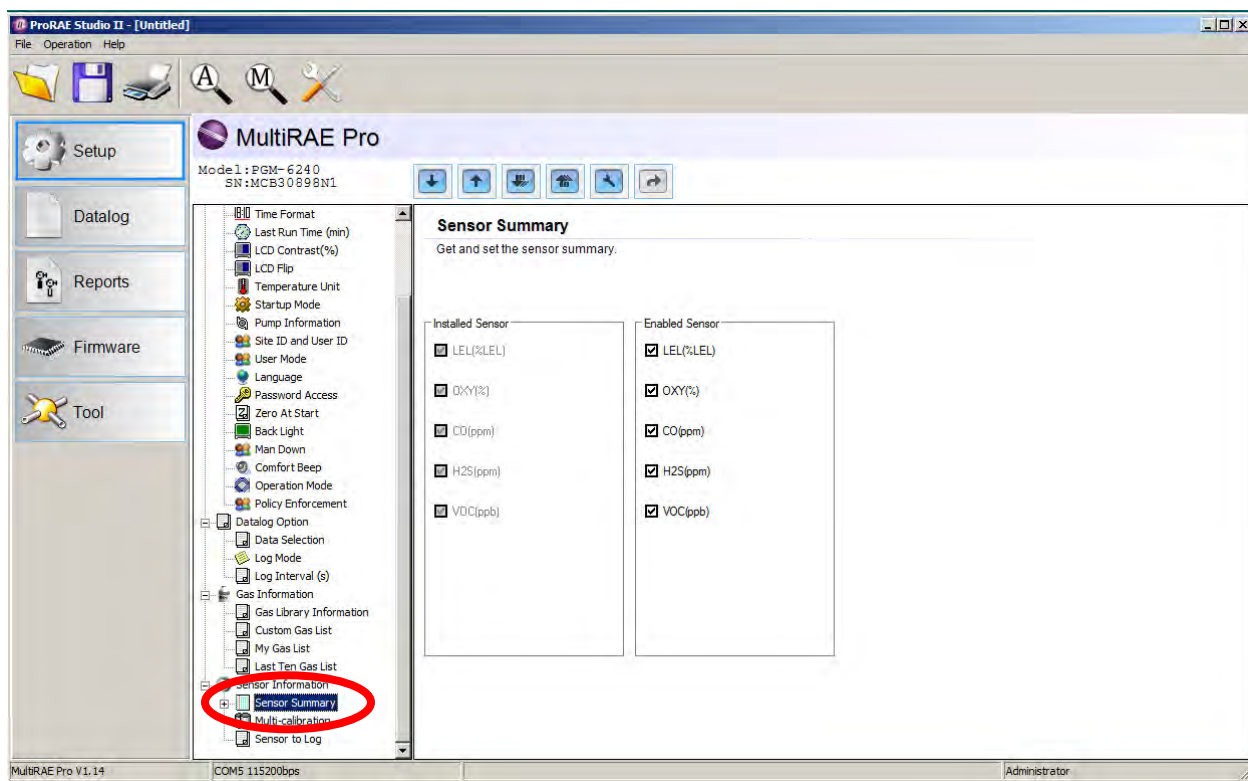 ProRAE Studio II - [Untitled]
File Operation Help
A M
Setup
Datalog
Reports
Firmware
Tool
MultiRAE Pro
Model:PGM-6240
SN:MCB30898N1
Time Format
Last Run Time (min)
LCD Contrast(%)
LCD Flip
Temperature Unit
Startup Mode
Pump Information
Site ID and User ID
User Mode
Language
Password Access
Zero At Start
Back Light
Man Down
Comfort Beep
Operation Mode
Policy Enforcement
Datalog Option
Data Selection
Log Mode
Log Interval (s)
Gas Information
Gas Library Information
Custom Gas List
My Gas List
Last Ten Gas List
Sensor Information
Sensor Summary
Multi-calibration
Sensor to Log
Sensor Summary
Get and set the sensor summary.
Installed Sensor
LEL(%LEL)
OXY(%)
CO(ppm)
H2S(ppm)
VOC(ppb)
Enabled Sensor
LEL(%LEL)
OXY(%)
CO(ppm)
H2S(ppm)
VOC(ppb)
MultiRAE Pro V1.14 COM5 115200bps Administrator